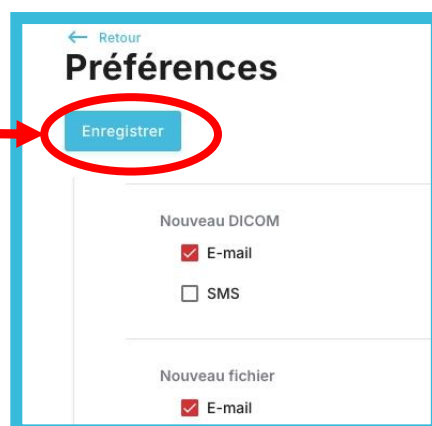 Retour
Préférences
Enregistrer
Nouveau DICOM
E-mail
SMS
Nouveau fichier
E-mail